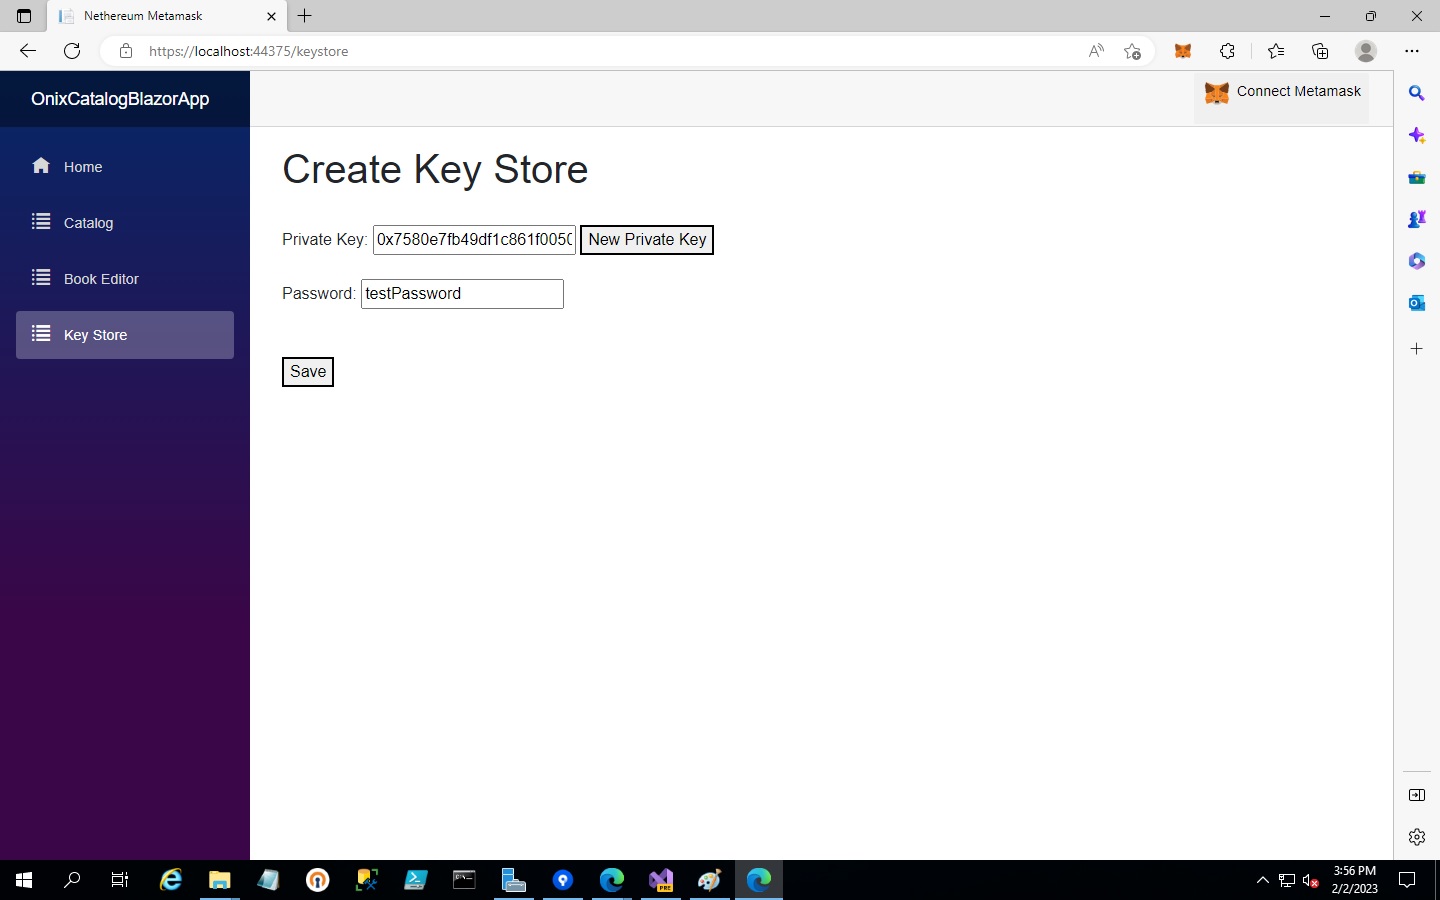 Nethereum Metamask
https://localhost:44375/keystore
OnixCatalogBlazorApp
Connect Metamask
Home
Catalog
Book Editor
Key Store
Create Key Store
Private Key: 0x7580e7fb49df1c861f005( New Private Key
Password: testPassword
Save
PRE
3:56 PM
2/2/2023